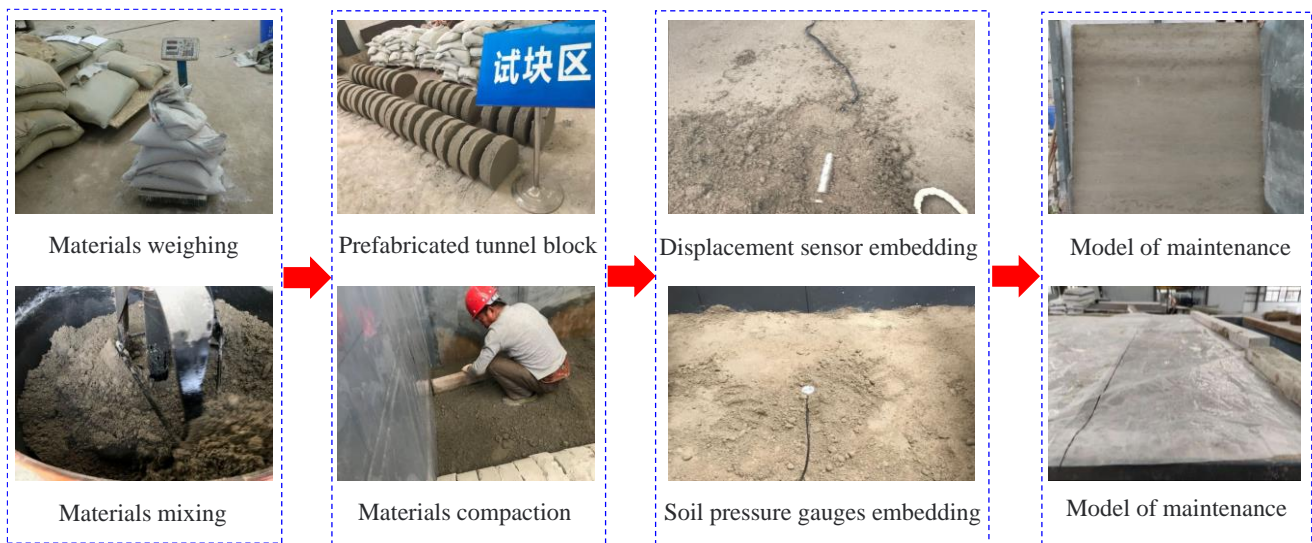 试块区
Materials weighing
Prefabricated tunnel block
Displacement sensor embedding
Model of maintenance
Materials mixing
Materials compaction
Soil pressure gauges embedding
Model of maintenance